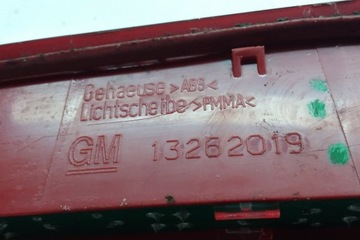 Gehaeuse >ABS<
Lichtscheibe >PMMA<
GM 13262019